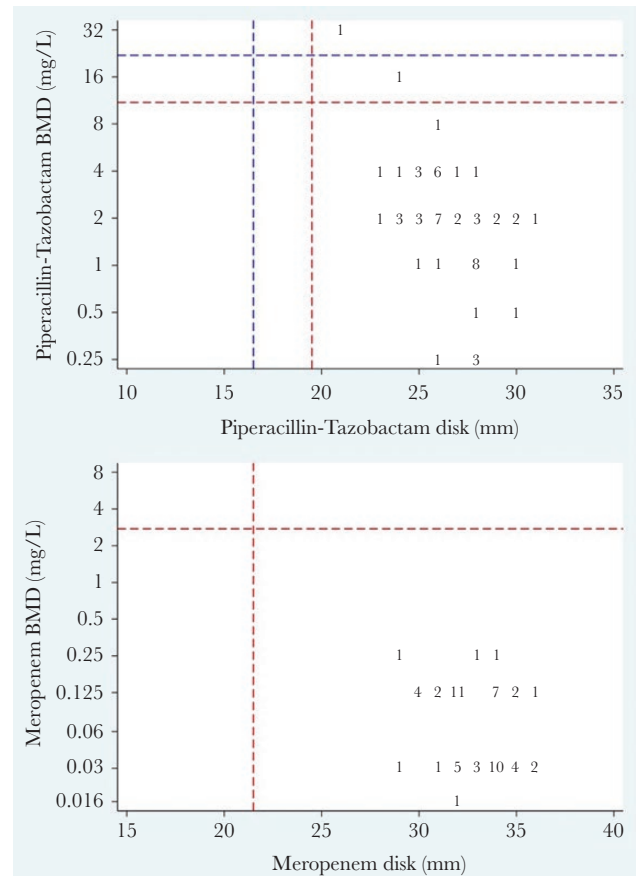 Piperacillin-Tazobactam BMD (mg/L)
32 1
16 1
8 1
4 1 1 3 6 1 1
2 1 3 3 7 2 3 2 2 1
1 1 1 8 1
0.5 1 1
0.25 1 3
10 15 20 25 30 35
Piperacillin-Tazobactam disk (mm)
Meropenem BMD (mg/L)
8
4
2
1
0.5
0.25 1 1 1
0.125 4 2 11 7 2 1
0.06
0.03 1 1 5 3 10 4 2
0.016 1
15 20 25 30 35 40
Meropenem disk (mm)